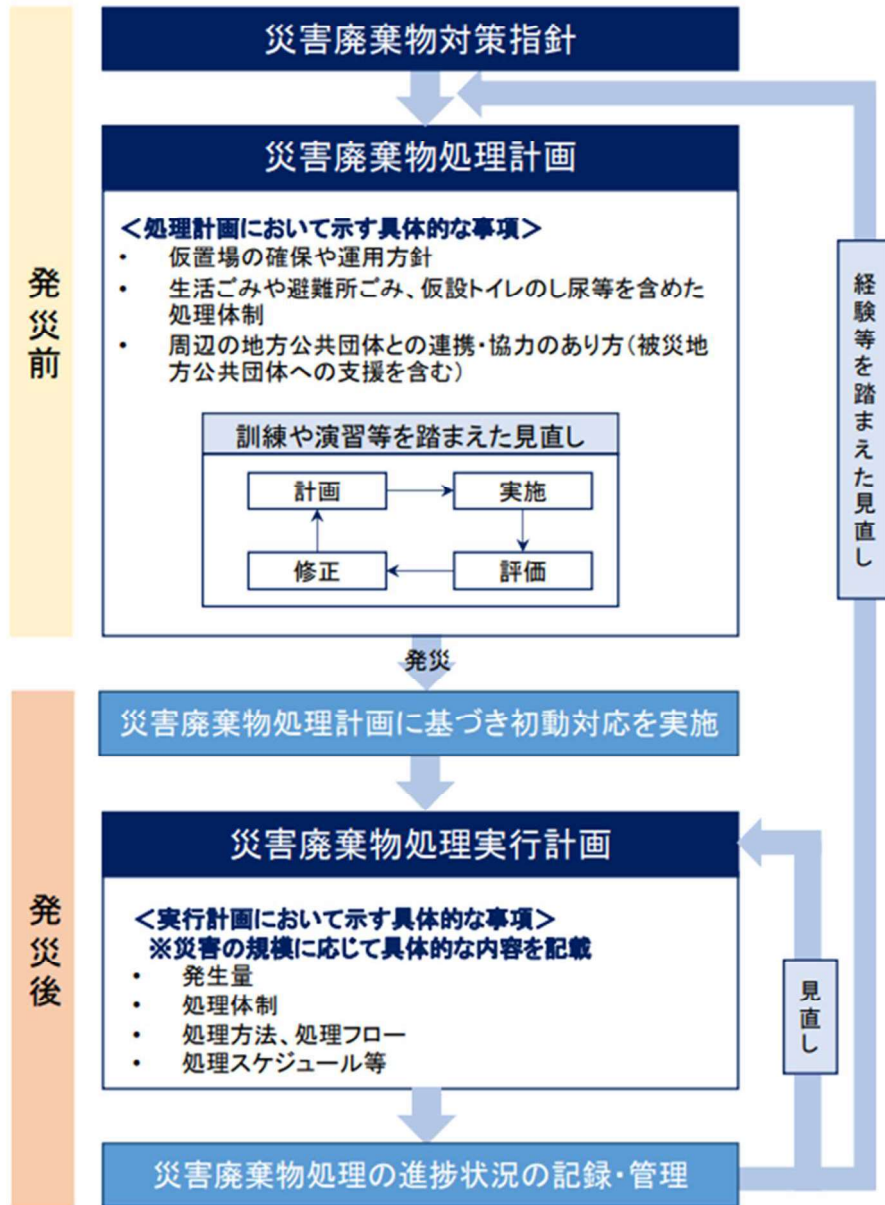 災害廃棄物対策指針
発災前
災害廃棄物処理計画
＜処理計画において示す具体的な事項＞
・ 仮置場の確保や運用方針
・ 生活ごみや避難所ごみ、仮設トイレのし尿等を含めた
処理体制
・ 周辺の地方公共団体との連携・協力のあり方（被災地
方公共団体への支援を含む）
訓練や演習等を踏まえた見直し
計画
実施
修正
評価
経験等を踏まえた見直し
発災
発災後
災害廃棄物処理計画に基づき初動対応を実施
災害廃棄物処理実行計画
＜実行計画において示す具体的な事項＞
※災害の規模に応じて具体的な内容を記載
・ 発生量
・ 処理体制
・ 処理方法、処理フロー
・ 処理スケジュール等
見直し
災害廃棄物処理の進捗状況の記録・管理